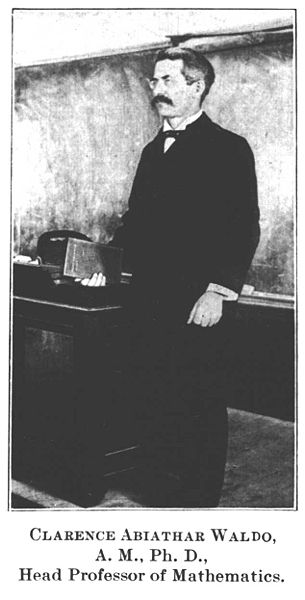 Clarence Abiathar Waldo,
A. M., Ph. D.,
Head Professor of Mathematics.